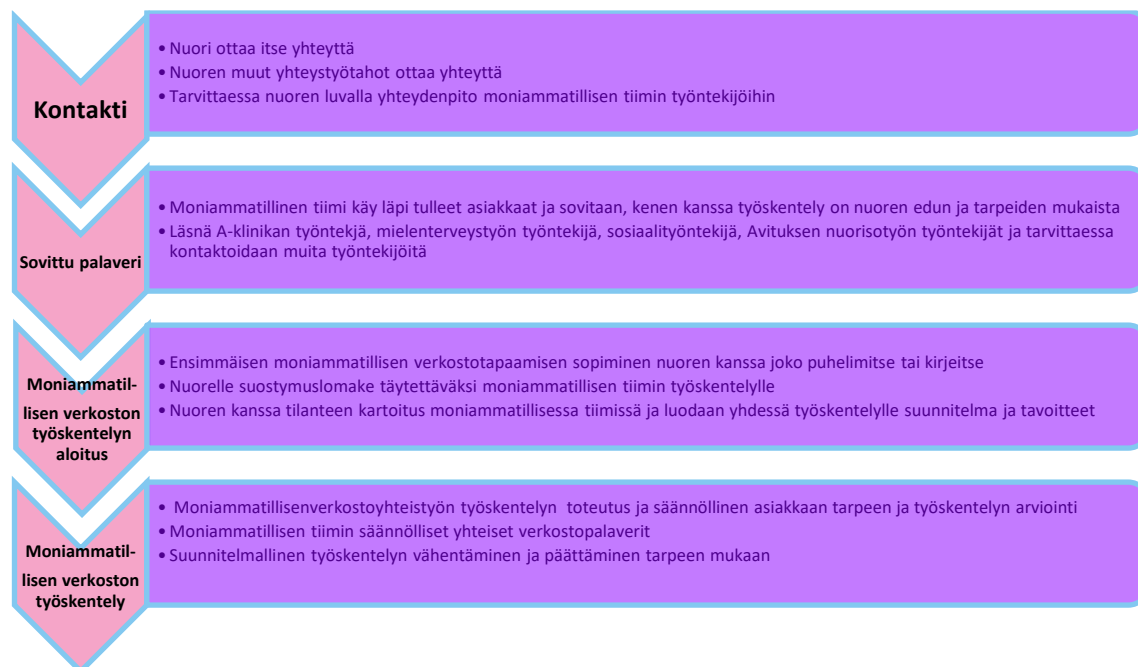 Kontakti
• Nuori ottaa itse yhteyttä
• Nuoren muut yhteystyötahot ottaa yhteyttä
• Tarvittaessa nuoren luvalla yhteydenpito moniammatillisen tiimin työntekijöihin
Sovittu palaveri
• Moniammatillinen tiimi käy läpi tulleet asiakkaat ja sovitaan, kenen kanssa työskentely on nuoren edun ja tarpeiden mukaista
• Läsnä A-klinikan työntekjä, mielenterveystyön työntekijä, sosiaalityöntekijä, Avituksen nuorisotyön työntekijät ja tarvittaessa
kontaktoidaan muita työntekijöitä
Moniammatil-
lisen verkoston
työskentelyn
aloitus
• Ensimmäisen moniammatillisen verkostotapaamisen sopiminen nuoren kanssa joko puhelimitse tai kirjeitse
• Nuorelle suostymuslomake täytettäväksi moniammatillisen tiimin työskentelylle
• Nuoren kanssa tilanteen kartoitus moniammatillisessa tiimissä ja luodaan yhdessä työskentelylle suunnitelma ja tavoitteet
Moniammatil-
lisen verkoston
työskentely
• Moniammatillisenverkostoyhteistyön työskentelyn toteutus ja säännöllinen asiakkaan tarpeen ja työskentelyn arviointi
• Moniammatillisen tiimin säännölliset yhteiset verkostopalaverit
• Suunnitelmallinen työskentelyn vähentäminen ja päättäminen tarpeen mukaan